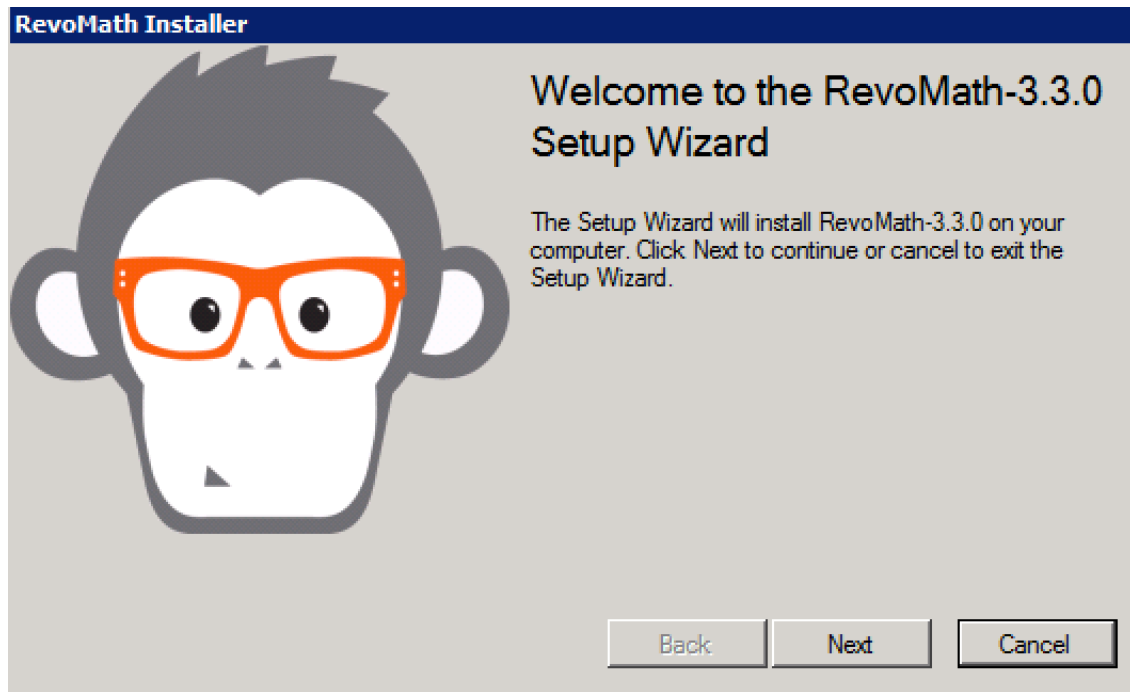 RevoMath Installer
Welcome to the RevoMath-3.3.0
Setup Wizard
The Setup Wizard will install RevoMath-3.3.0 on your
computer. Click Next to continue or cancel to exit the
Setup Wizard.
Back
Next
Cancel